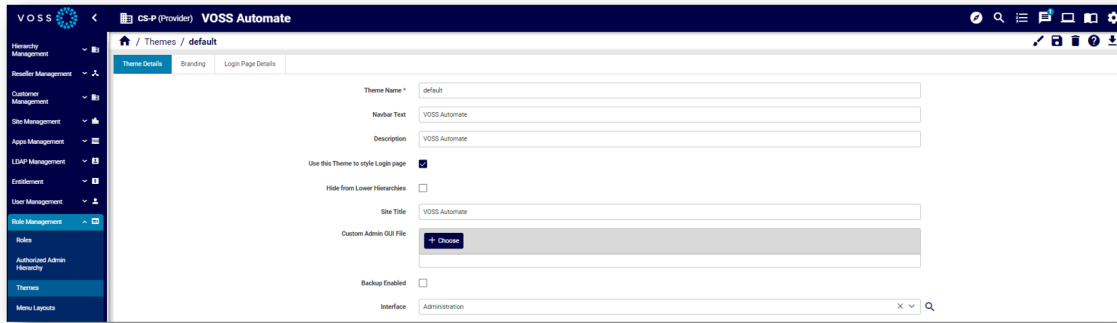 VOSS
CS-P (Provider) VOSS Automate
1
Hierarchy
Management
Reseller Management
Customer
Management
Site Management
Apps Management
LDAP Management
Entitlement
User Management
Role Management
Roles
Authorized Admin
Hierarchy
Themes
Menu Layouts
/ Themes / default
Theme Details Branding Login Page Details
Theme Name * default
Navbar Text VOSS Automate
Description VOSS Automate
Use this Theme to style Login page
Hide from Lower Hierarchies
Site Title VOSS Automate
Custom Admin GUI File
+ Choose
Backup Enabled
Interface Administration